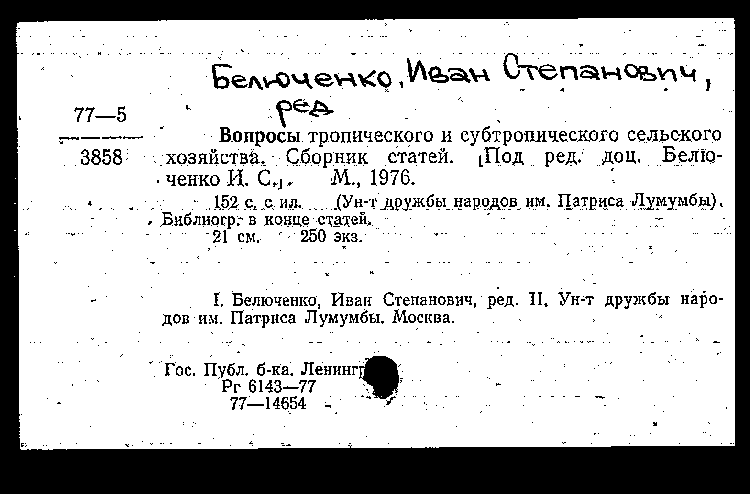 Белюченко, Иван Степанович,
ред
77—5
3858
Вопросы тропического и субтропического сельского
хозяйства. Сборник статей. [Под ред. доц. Белю-
ченко И. С.]. М., 1976.
152 с. с ил. (Ун-т дружбы народов им. Патриса Лумумбы).
Библиогр. в конце статей.
21 см. 250 экз.
I. Белюченко, Иван Степанович, ред. II. Ун-т дружбы наро-
дов им. Патриса Лумумбы. Москва.
Гос. Публ. б-ка. Ленингр
Рг 6143—77
77—14654